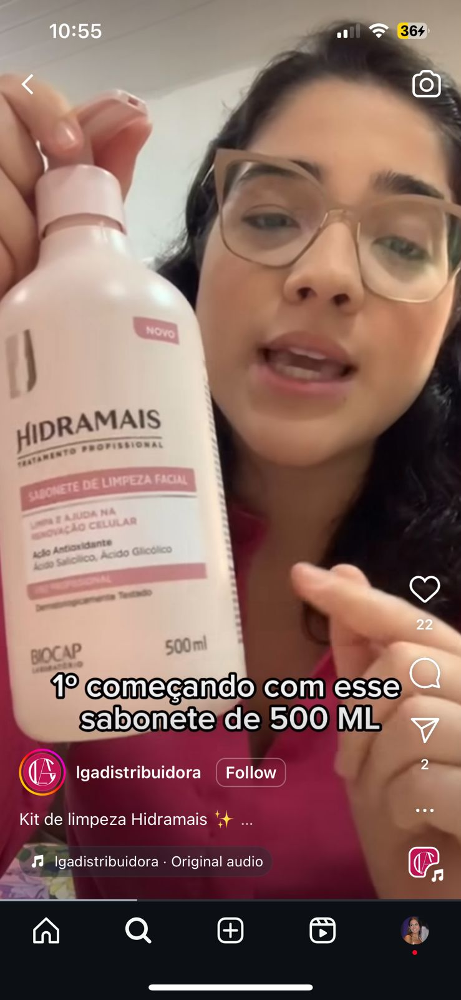 10:55
36
NOVO
HIDRAMAIS
TRATAMENTO PROFISSIONAL
SABONETE DE LIMPEZA FACIAL
LIMPA E AJUDA NA
RENOVAÇÃO CELULAR
Ação Antioxidante
Ácido Salicílico, Ácido Glicólico
USO PROFISSIONAL
Dermatologicamente Testado
BIOCAP
LABORATÓRIO
500ml
1º começando com esse
sabonete de 500 ML
22
2
lgadistribuidora
Follow
Kit de limpeza Hidramais ✨ ...
lgadistribuidora · Original audio